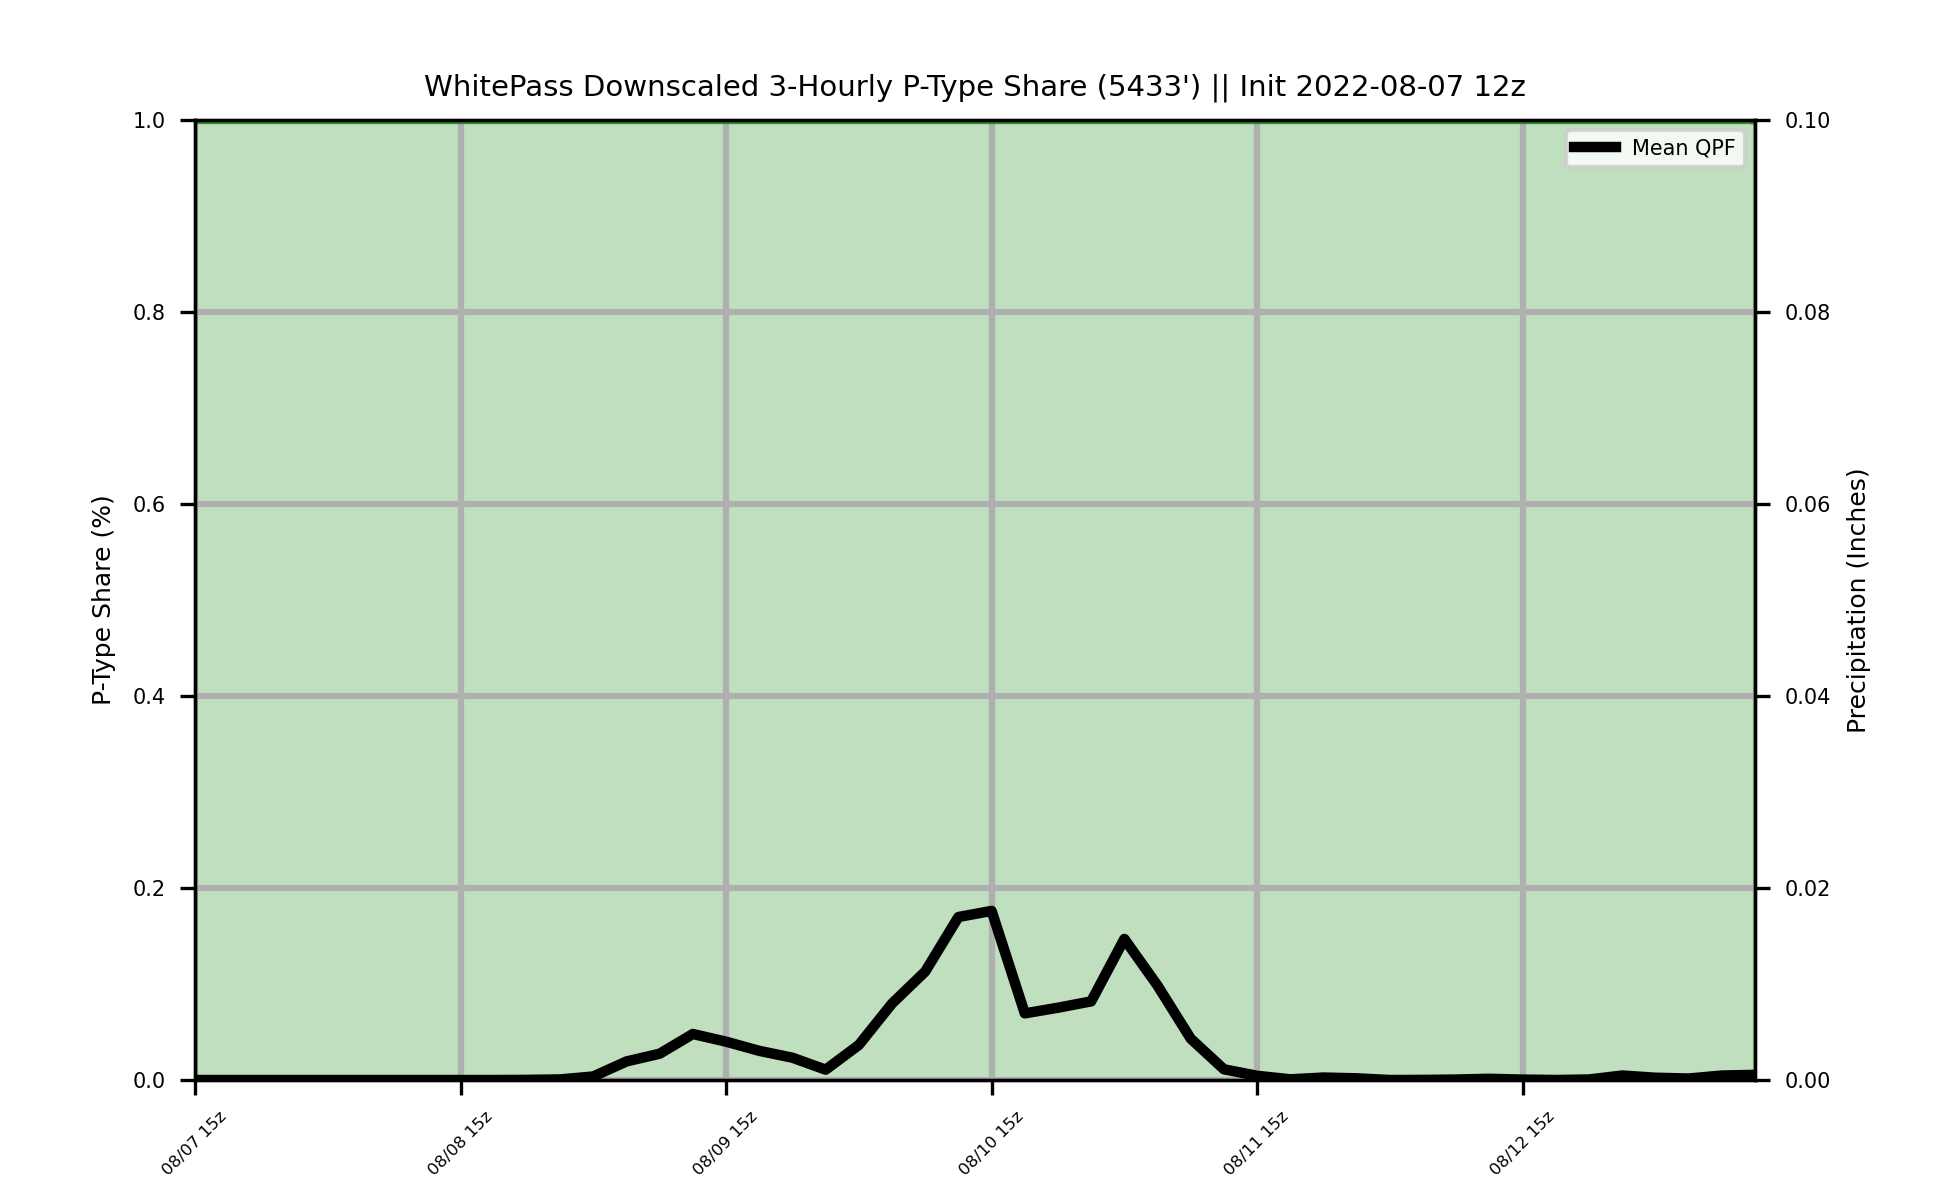 WhitePass Downscaled 3-Hourly P-Type Share (5433') || Init 2022-08-07 12z
Mean QPF
P-Type Share (%)
1.0
0.8
0.6
0.4
0.2
0.0
0.10
0.08
0.06
0.04
0.02
0.00
Precipitation (Inches)
08/07 15z
08/08 15z
08/09 15z
08/10 15z
08/11 15z
08/12 15z